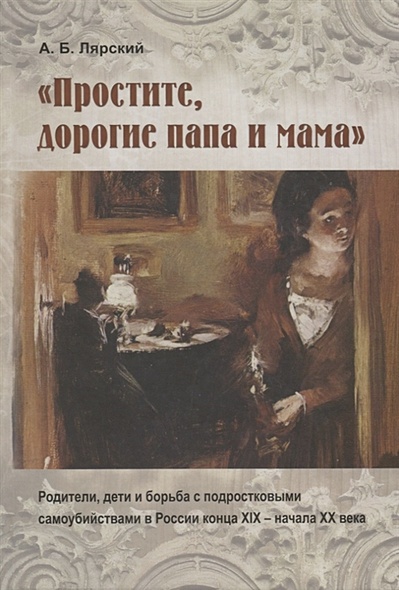 А. Б. Лярский
«Простите,
дорогие папа и мама»
Родители, дети и борьба с подростковыми
самоубийствами в России конца XIX – начала XX века